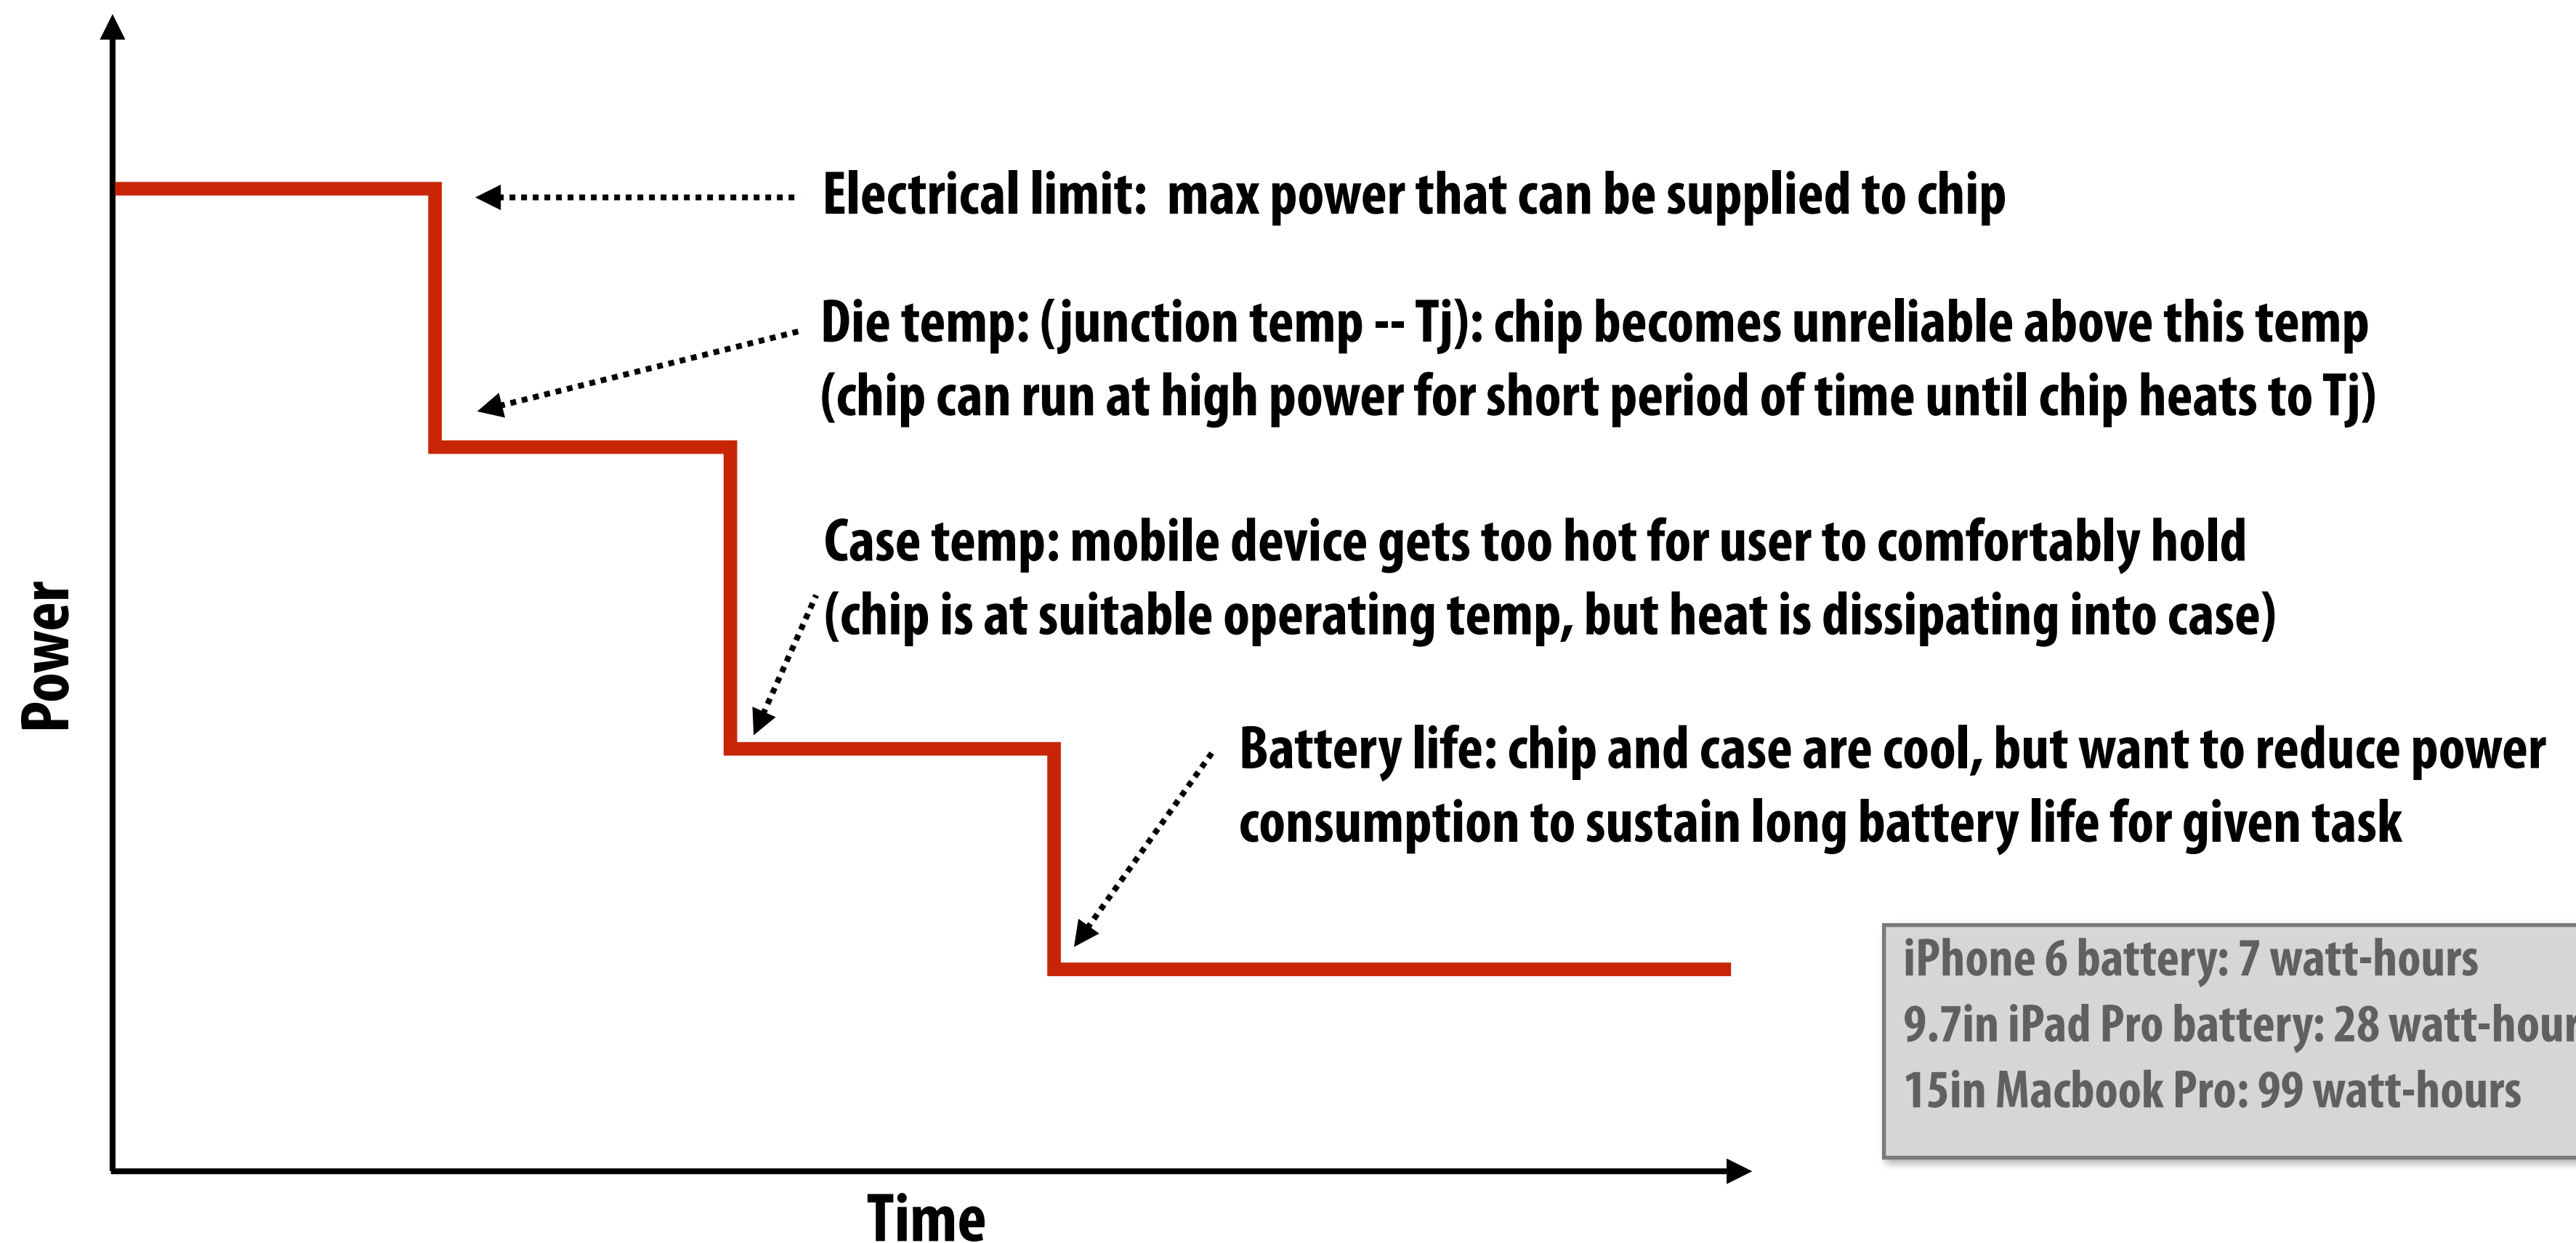 Electrical limit: max power that can be supplied to chip
Die temp: (junction temp -- Tj): chip becomes unreliable above this temp
(chip can run at high power for short period of time until chip heats to Tj)
Case temp: mobile device gets too hot for user to comfortably hold
(chip is at suitable operating temp, but heat is dissipating into case)
Power
Battery life: chip and case are cool, but want to reduce power
consumption to sustain long battery life for given task
iPhone 6 battery: 7 watt-hours
9.7in iPad Pro battery: 28 watt-hour
15in Macbook Pro: 99 watt-hours
Time